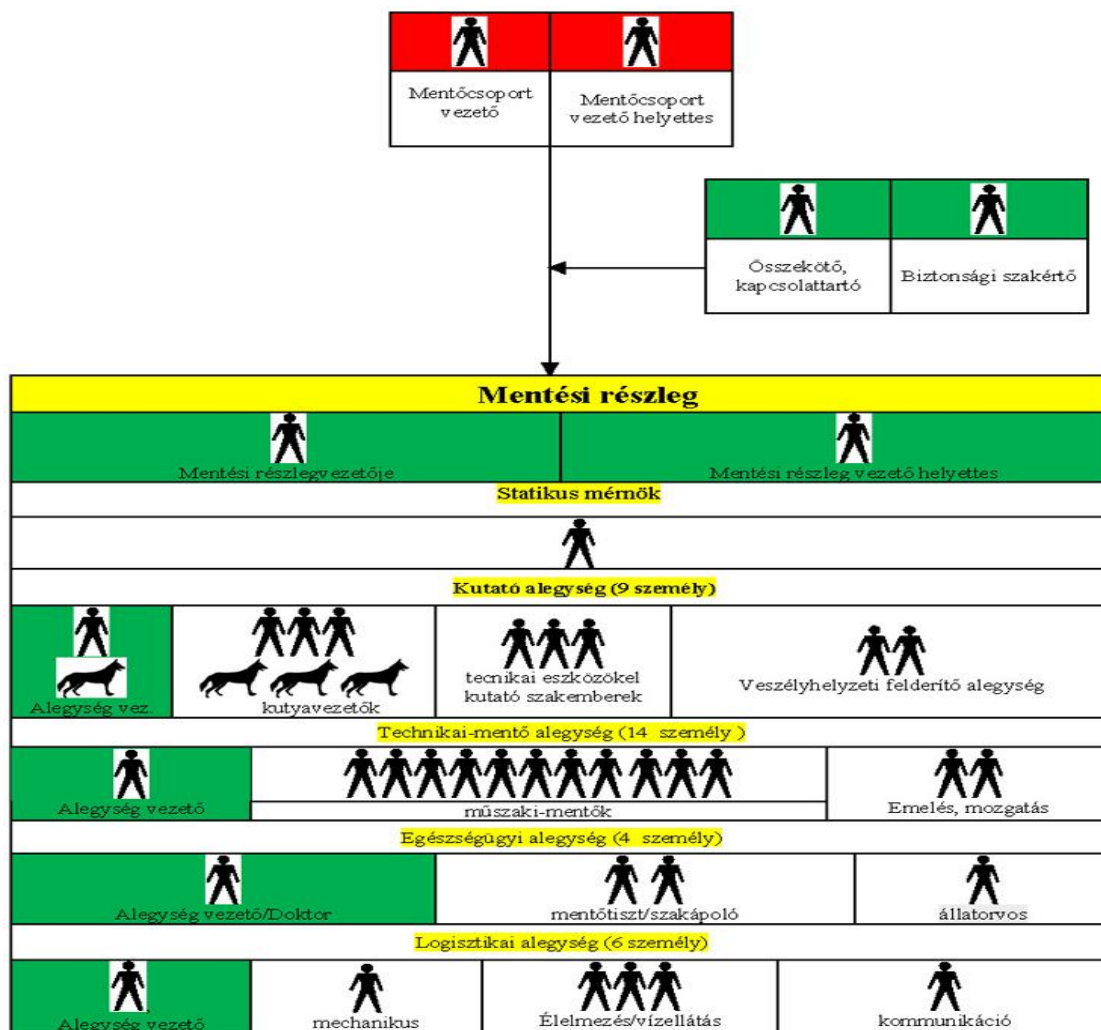 Mentőcsoport
vezető
Mentőcsoport
vezető helyettes
Összekötő,
kapcsolattartó
Biztonsági szakértő
Mentési részleg
Mentési részlegvezetője
Mentési részleg vezető helyettes
Statikus mérnök
Kutató alegység (9 személy)
Alegység vez.
kutyavezetők
tecnikai eszközökel
kutató szakemberek
Veszélyhelyzeti felderítő alegység
Technikai-mentő alegység (14 személy )
Alegység vezető
műszaki-mentők
Emelés, mozgatás
Egészségügyi alegység (4 személy)
Alegység vezető/Doktor
mentőtiszt/szakápoló
állatorvos
Logisztikai alegység (6 személy)
Alegység vezető
mechanikus
Élelmezés/vízellátás
kommunikáció